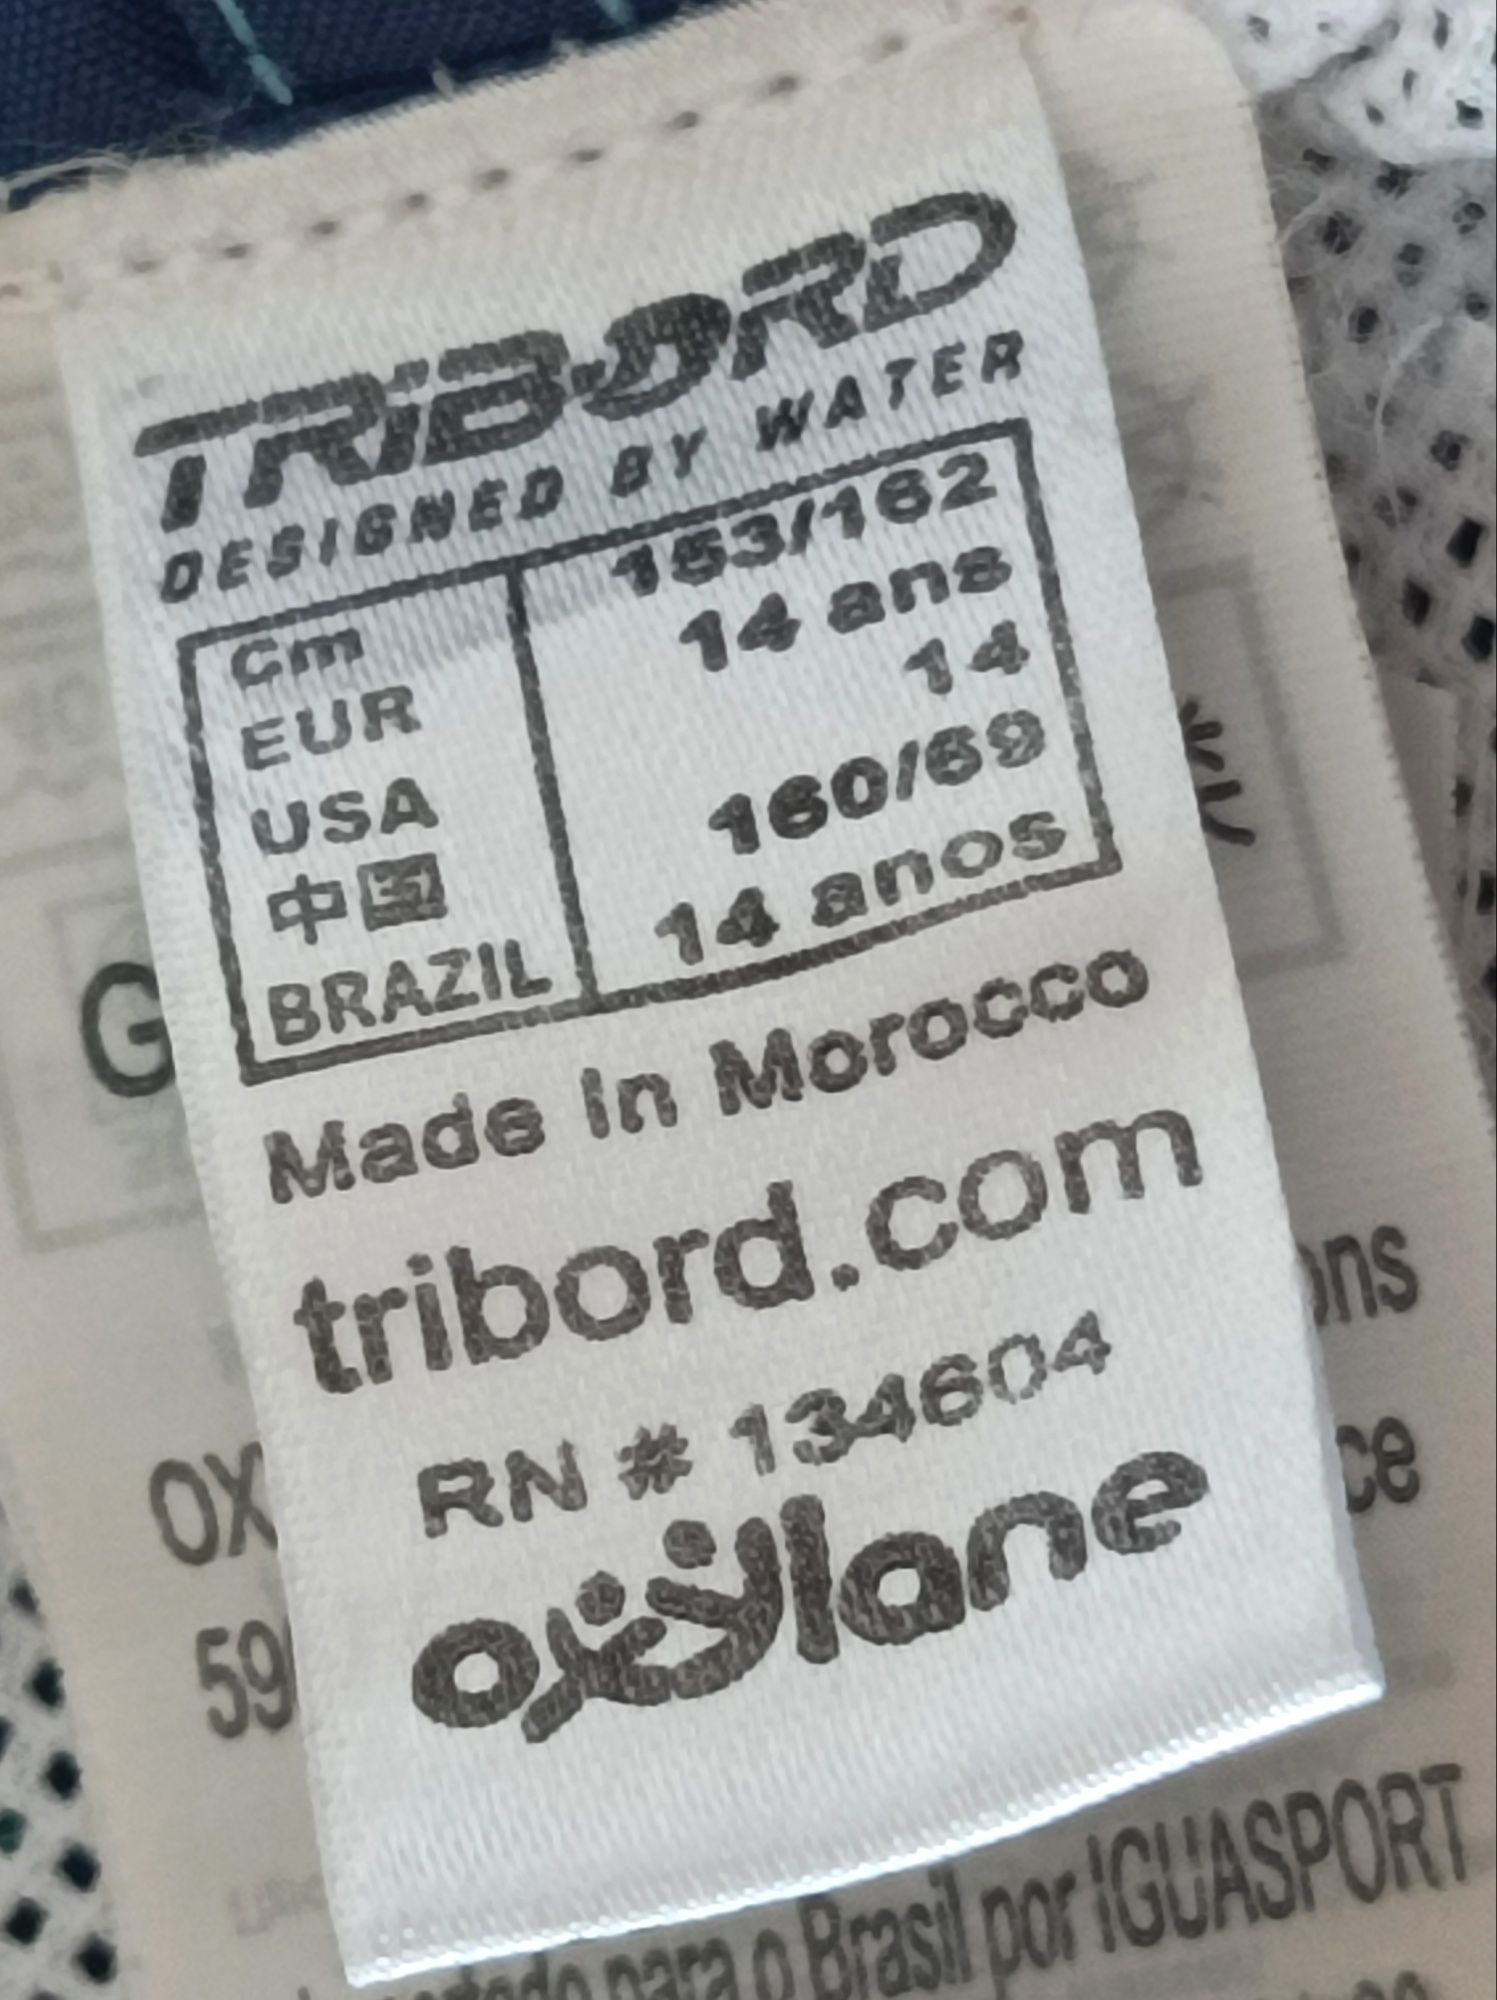 TRIBORD
DESIGNED BY WATER
Cm 153/162
EUR 14 ans
USA 14
中国 160/69
BRAZIL 14 anos
Made In Morocco
tribord.com
RN # 134604
oxylane
G
ons
OX
ce
59
para o Brasil por IGUASPORT